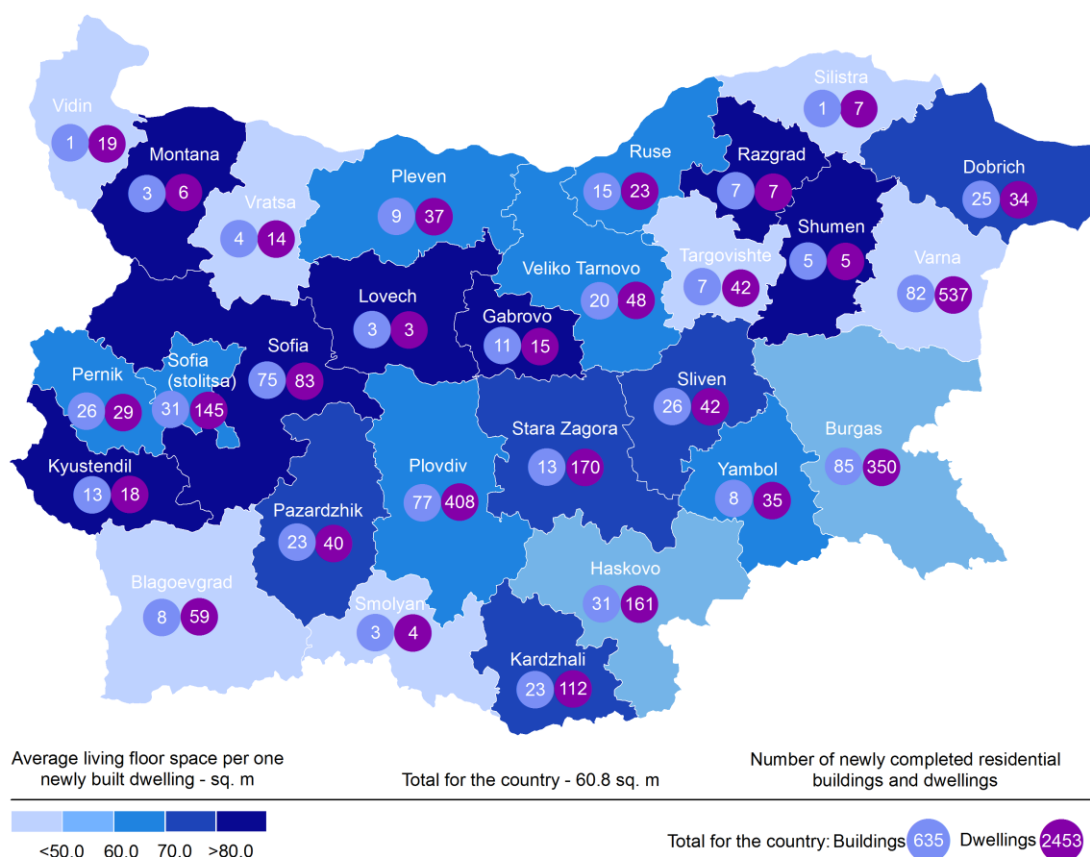 Silistra
1 7
Vidin
1 19
Montana
3 6
Ruse
15 23
Razgrad
7 7
Dobrich
25 34
Pleven
9 37
Vratsa
4 14
Shumen
5 5
Targovishte
7 42
Varna
82 537
Veliko Tarnovo
20 48
Lovech
3 3
Gabrovo
11 15
Sofia
75 83
Sofia
(stolitsa)
31 145
Pernik
26 29
Sliven
26 42
Stara Zagora
13 170
Burgas
85 350
Kyustendil
13 18
Plovdiv
77 408
Yambol
8 35
Pazardzhik
23 40
Haskovo
31 161
Blagoevgrad
8 59
Smolyan
3 4
Kardzhali
23 112
Average living floor space per one
newly built dwelling - sq. m
Total for the country - 60.8 sq. m
Number of newly completed residential
buildings and dwellings
<50.0 60.0 70.0 >80.0
Total for the country: Buildings 635 Dwellings 2453